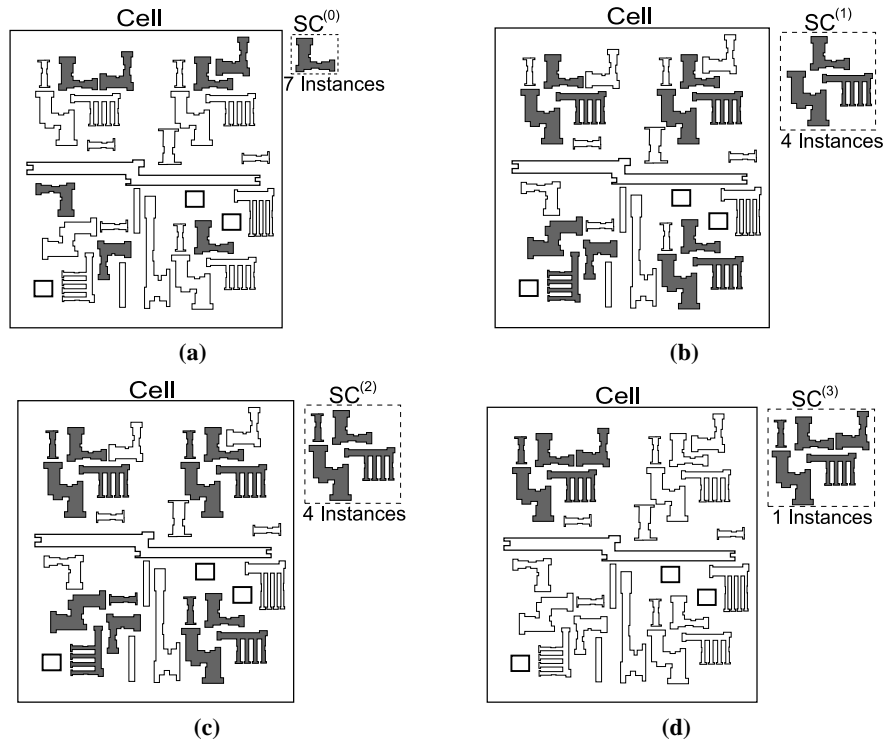 Cell
SC(0)
7 Instances
(a)
Cell
SC(1)
4 Instances
(b)
Cell
SC(2)
4 Instances
(c)
Cell
SC(3)
1 Instances
(d)